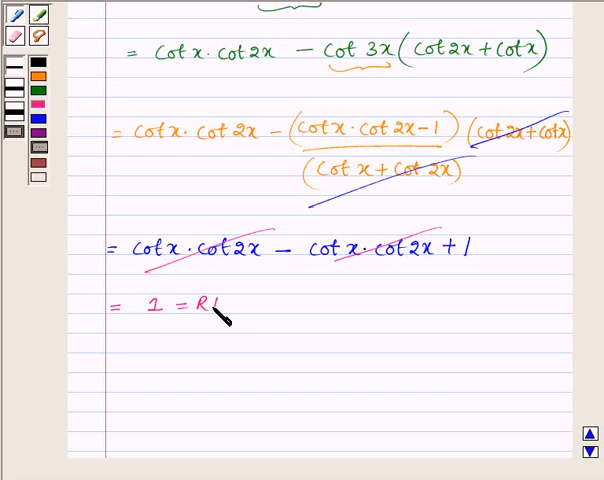 = cot x · cot 2x − cot 3x (cot 2x + cot x)
= cot x · cot 2x − (cot x · cot 2x − 1) (cot 2x + cot x)
(cot x + cot 2x)
= cot x · cot 2x − cot x · cot 2x + 1
= 1 = R